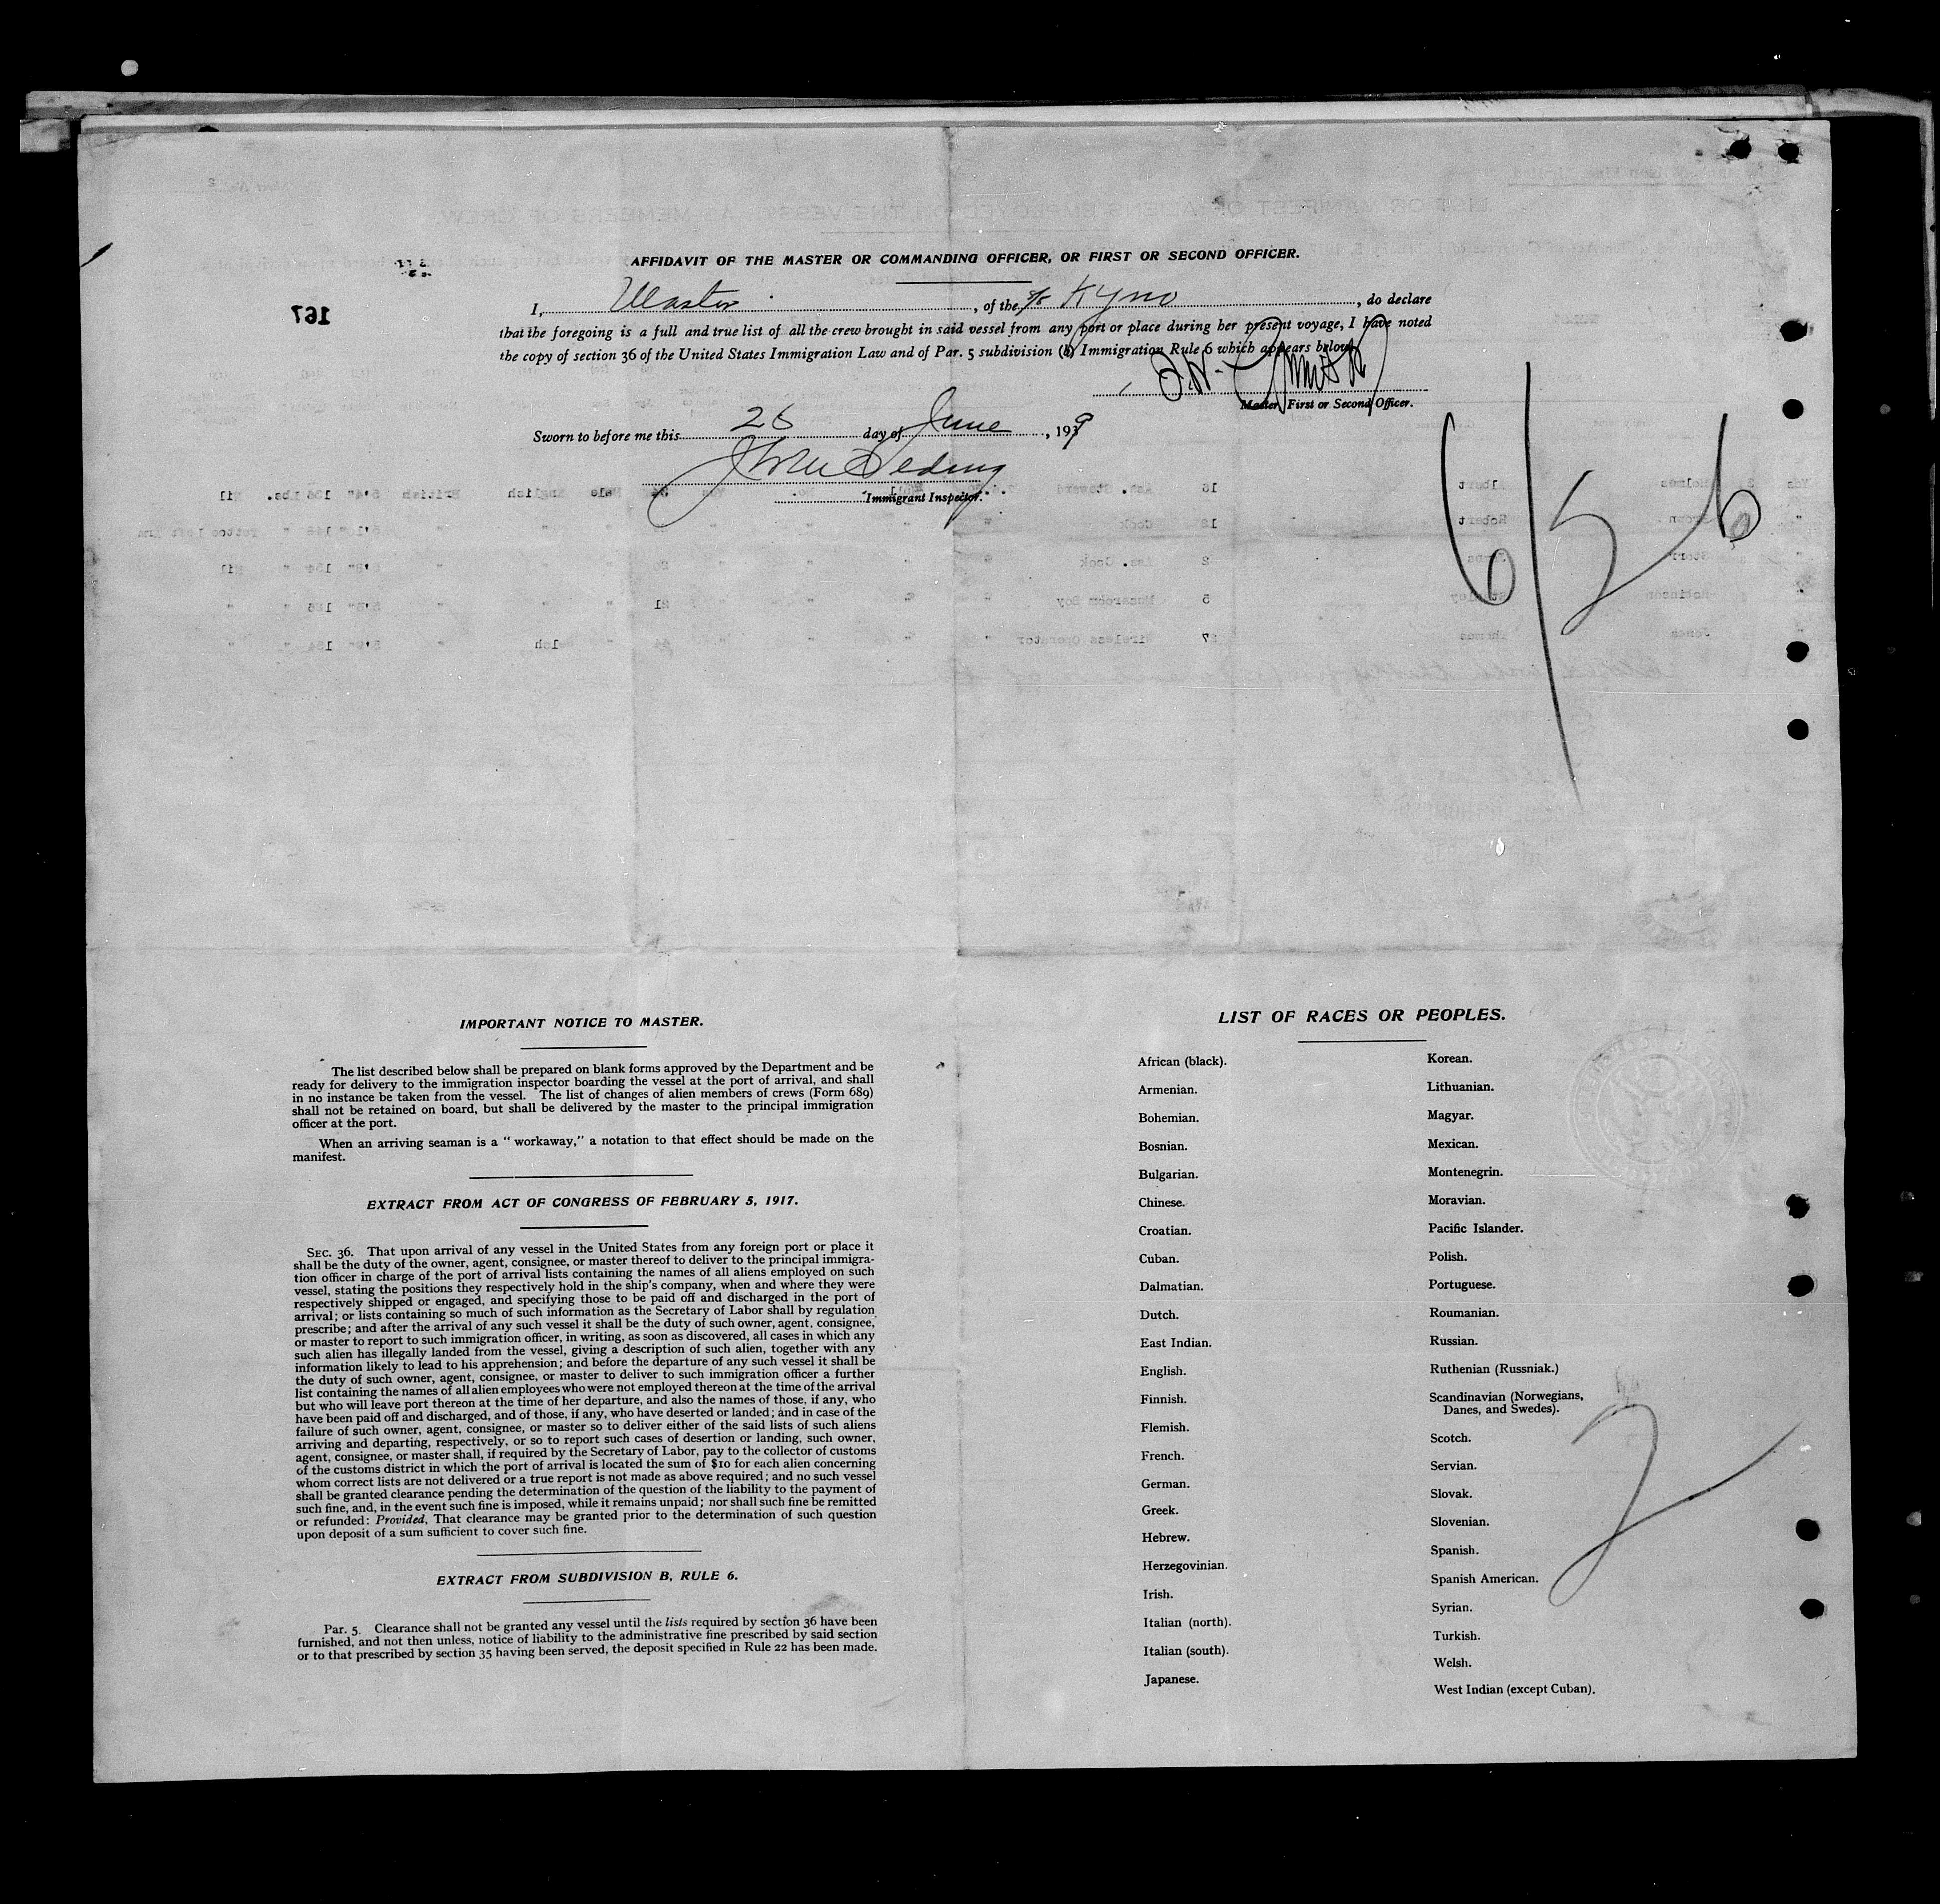 AFFIDAVIT OF THE MASTER OR COMMANDING OFFICER, OR FIRST OR SECOND OFFICER.
I, Master, of the S/S Kyno, do declare
that the foregoing is a full and true list of all the crew brought in said vessel from any port or place during her present voyage, I have noted
the copy of section 36 of the United States Immigration Law and of Par. 5 subdivision (b) Immigration Rule 6 which appears below.
Master, First or Second Officer.
Sworn to before me this 26 day of June, 1939
Immigrant Inspector.
167
6/26
IMPORTANT NOTICE TO MASTER.
The list described below shall be prepared on blank forms approved by the Department and be
ready for delivery to the immigration inspector boarding the vessel at the port of arrival, and shall
in no instance be taken from the vessel. The list of changes of alien members of crews (Form 689)
shall not be retained on board, but shall be delivered by the master to the principal immigration
officer at the port.
When an arriving seaman is a "workaway," a notation to that effect should be made on the
manifest.
EXTRACT FROM ACT OF CONGRESS OF FEBRUARY 5, 1917.
SEC. 36. That upon arrival of any vessel in the United States from any foreign port or place it
shall be the duty of the owner, agent, consignee, or master thereof to deliver to the principal immigra-
tion officer in charge of the port of arrival lists containing the names of all aliens employed on such
vessel, stating the positions they respectively hold in the ship's company, when and where they were
respectively shipped or engaged, and specifying those to be paid off and discharged in the port of
arrival; or lists containing so much of such information as the Secretary of Labor shall by regulation
prescribe; and after the arrival of any such vessel it shall be the duty of such owner, agent, consignee,
or master to report to such immigration officer, in writing, as soon as discovered, all cases in which any
such alien has illegally landed from the vessel, giving a description of such alien, together with any
information likely to lead to his apprehension; and before the departure of any such vessel it shall be
the duty of such owner, agent, consignee, or master to deliver to such immigration officer a further
list containing the names of all alien employees who were not employed thereon at the time of the arrival
but who will leave port thereon at the time of her departure, and also the names of those, if any, who
have been paid off and discharged, and of those, if any, who have deserted or landed; and in case of the
failure of such owner, agent, consignee, or master so to deliver either of the said lists of such aliens
arriving and departing, respectively, or so to report such cases of desertion or landing, such owner,
agent, consignee, or master shall, if required by the Secretary of Labor, pay to the collector of customs
of the customs district in which the port of arrival is located the sum of $10 for each alien concerning
whom correct lists are not delivered or a true report is not made as above required; and no such vessel
shall be granted clearance pending the determination of the question of the liability to the payment of
such fine, and, in the event such fine is imposed, while it remains unpaid; nor shall such fine be remitted
or refunded: Provided, That clearance may be granted prior to the determination of such question
upon deposit of a sum sufficient to cover such fine.
EXTRACT FROM SUBDIVISION B, RULE 6.
Par. 5. Clearance shall not be granted any vessel until the lists required by section 36 have been
furnished, and not then unless, notice of liability to the administrative fine prescribed by said section
or to that prescribed by section 35 having been served, the deposit specified in Rule 22 has been made.
LIST OF RACES OR PEOPLES.
African (black).
Armenian.
Bohemian.
Bosnian.
Bulgarian.
Chinese.
Croatian.
Cuban.
Dalmatian.
Dutch.
East Indian.
English.
Finnish.
Flemish.
French.
German.
Greek.
Hebrew.
Herzegovinian.
Irish.
Italian (north).
Italian (south).
Japanese.
Korean.
Lithuanian.
Magyar.
Mexican.
Montenegrin.
Moravian.
Pacific Islander.
Polish.
Portuguese.
Roumanian.
Russian.
Ruthenian (Russniak.)
Scandinavian (Norwegians,
Danes, and Swedes).
Scotch.
Servian.
Slovak.
Slovenian.
Spanish.
Spanish American.
Syrian.
Turkish.
Welsh.
West Indian (except Cuban).
2